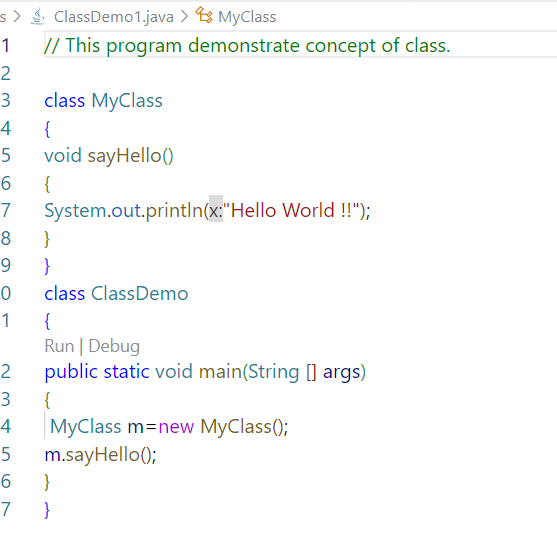 s > ClassDemo1.java > MyClass
1 // This program demonstrate concept of class.
2
3 class MyClass
4 {
5 void sayHello()
6 {
7 System.out.println(x:"Hello World !!");
8 }
9 }
0 class ClassDemo
1 {
Run | Debug
2 public static void main(String [] args)
3 {
4 MyClass m=new MyClass();
5 m.sayHello();
6 }
7 }